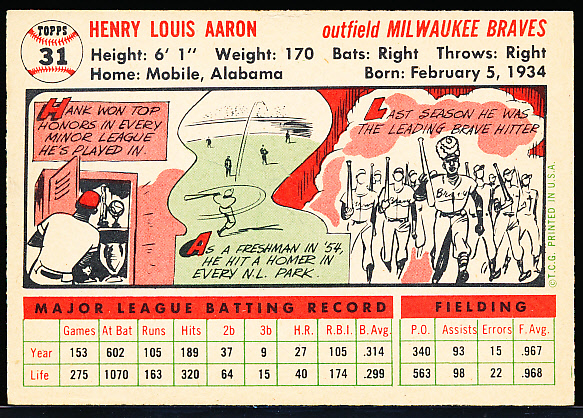 TOPPS
31
HENRY LOUIS AARON outfield MILWAUKEE BRAVES
Height: 6' 1" Weight: 170 Bats: Right Throws: Right
Home: Mobile, Alabama Born: February 5, 1934
HANK WON TOP
HONORS IN EVERY
MINOR LEAGUE
HE'S PLAYED IN.
AS A FRESHMAN IN '54,
HE HIT A HOMER IN
EVERY N.L. PARK.
LAST SEASON HE WAS
THE LEADING BRAVE HITTER
Braves
©T.C.G. PRINTED IN U.S.A.
MAJOR LEAGUE BATTING RECORD FIELDING
Games At Bat Runs Hits 2b 3b H.R. R.B.I. B. Avg. P.O. Assists Errors F. Avg.
Year 153 602 105 189 37 9 27 105 .314 340 93 15 .967
Life 275 1070 163 320 64 15 40 174 .299 563 98 22 .968